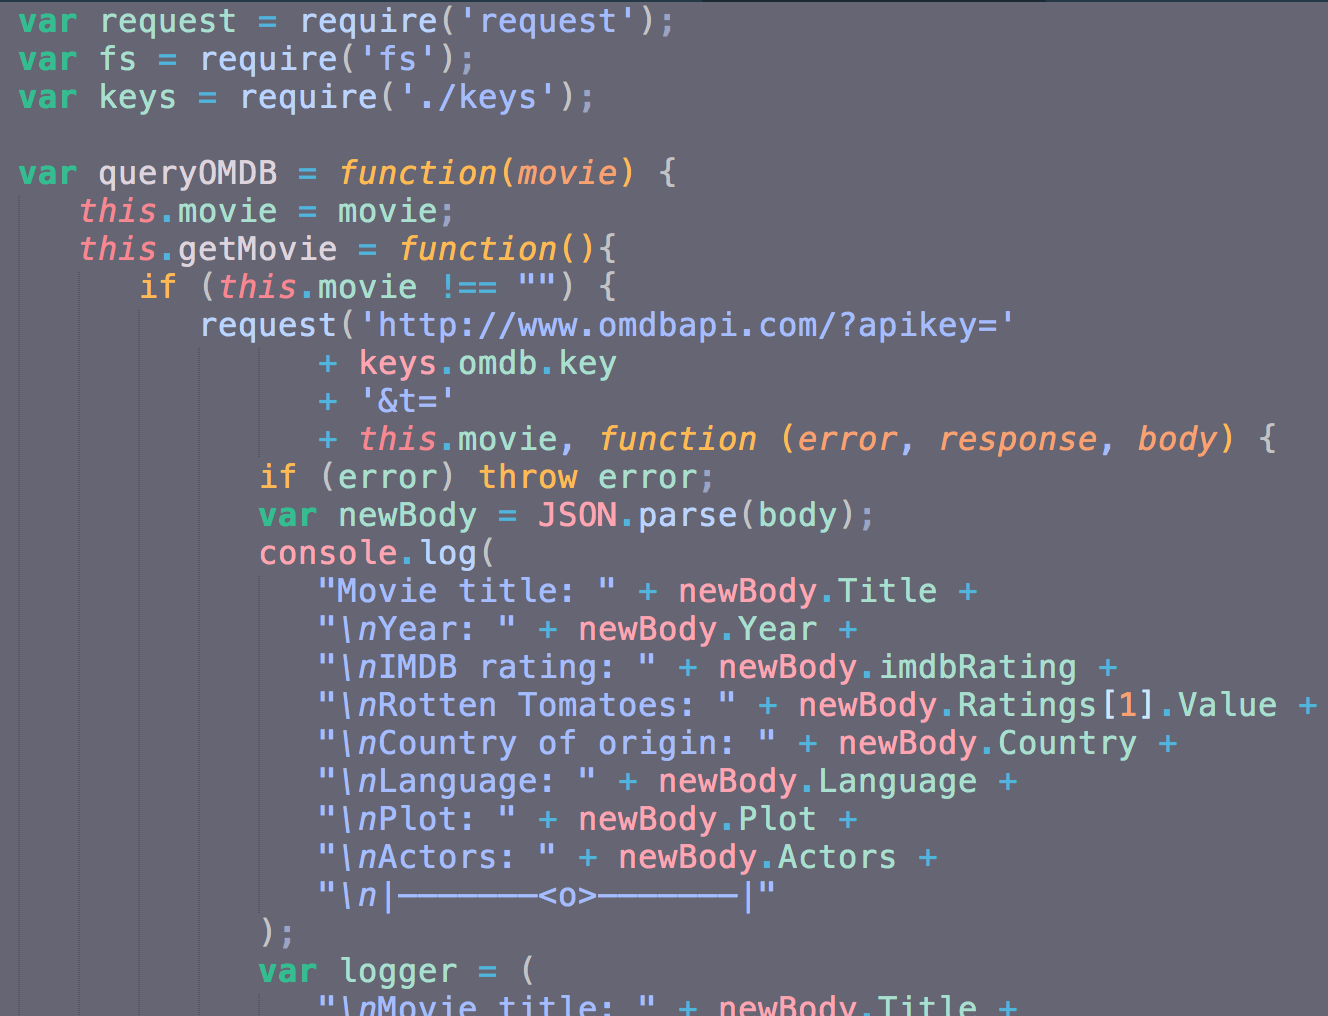 var request = require('request');
var fs = require('fs');
var keys = require('./keys');
var queryOMDB = function(movie) {
this.movie = movie;
this.getMovie = function(){
if (this.movie !== "") {
request('http://www.omdbapi.com/?apikey='
+ keys.omdb.key
+ '&t='
+ this.movie, function (error, response, body) {
if (error) throw error;
var newBody = JSON.parse(body);
console.log(
"Movie title: " + newBody.Title +
"\nYear: " + newBody.Year +
"\nIMDB rating: " + newBody.imdbRating +
"\nRotten Tomatoes: " + newBody.Ratings[1].Value +
"\nCountry of origin: " + newBody.Country +
"\nLanguage: " + newBody.Language +
"\nPlot: " + newBody.Plot +
"\nActors: " + newBody.Actors +
"\n|───────<o>───────|"
);
var logger = (
"\nMovie title: " + newBody.Title +